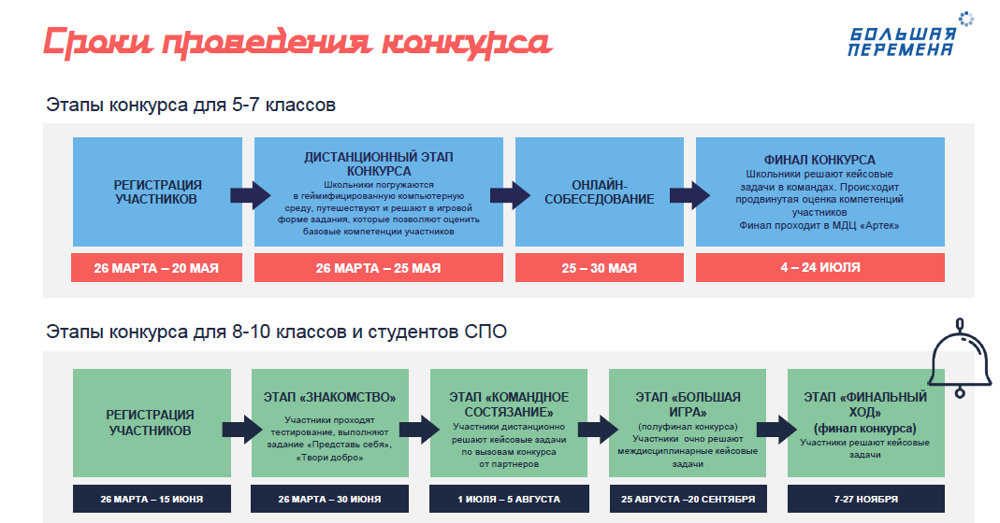 Сроки проведения конкурса
БОЛЬШАЯ
ПЕРЕМЕНА
Этапы конкурса для 5-7 классов
РЕГИСТРАЦИЯ
УЧАСТНИКОВ
ДИСТАНЦИОННЫЙ ЭТАП
КОНКУРСА
Школьники погружаются
в геймифицированную компьютерную
среду, путешествуют и решают в игровой
форме задания, которые позволяют оценить
базовые компетенции участников
ОНЛАЙН-
СОБЕСЕДОВАНИЕ
ФИНАЛ КОНКУРСА
Школьники решают кейсовые
задачи в командах. Происходит
продвинутая оценка компетенций
участников
Финал проходит в МДЦ «Артек»
26 МАРТА – 20 МАЯ
26 МАРТА – 25 МАЯ
25 – 30 МАЯ
4 – 24 ИЮЛЯ
Этапы конкурса для 8-10 классов и студентов СПО
РЕГИСТРАЦИЯ
УЧАСТНИКОВ
ЭТАП «ЗНАКОМСТВО»
Участники проходят
тестирование, выполняют
задание «Представь себя»,
«Твори добро»
ЭТАП «КОМАНДНОЕ
СОСТЯЗАНИЕ»
Участники дистанционно
решают кейсовые задачи
по вызовам конкурса
от партнеров
ЭТАП «БОЛЬШАЯ
ИГРА»
(полуфинал конкурса)
Участники очно решают
междисциплинарные кейсовые
задачи
ЭТАП «ФИНАЛЬНЫЙ
ХОД»
(финал конкурса)
Участники решают кейсовые
задачи
26 МАРТА – 15 ИЮНЯ
26 МАРТА – 30 ИЮНЯ
1 ИЮЛЯ – 5 АВГУСТА
25 АВГУСТА –20 СЕНТЯБРЯ
7-27 НОЯБРЯ